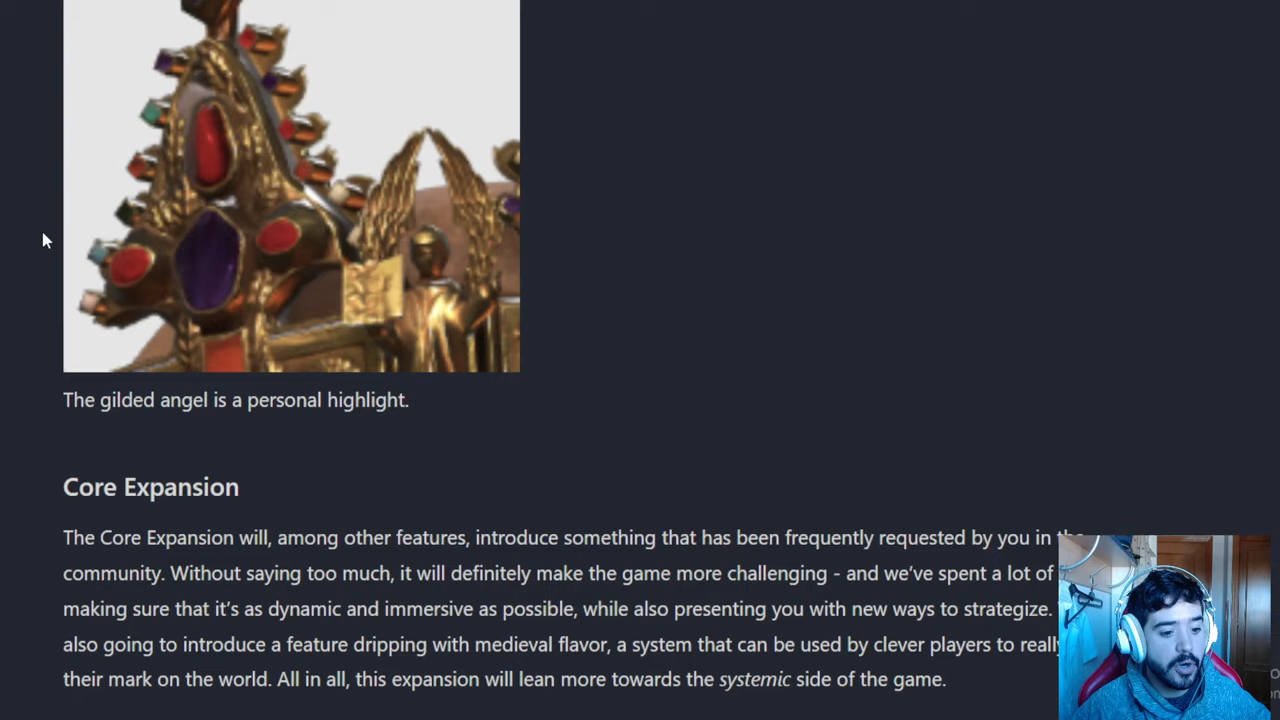 The gilded angel is a personal highlight.
Core Expansion
The Core Expansion will, among other features, introduce something that has been frequently requested by you in the
community. Without saying too much, it will definitely make the game more challenging - and we've spent a lot of
making sure that it's as dynamic and immersive as possible, while also presenting you with new ways to strategize.
also going to introduce a feature dripping with medieval flavor, a system that can be used by clever players to really
their mark on the world. All in all, this expansion will lean more towards the systemic side of the game.